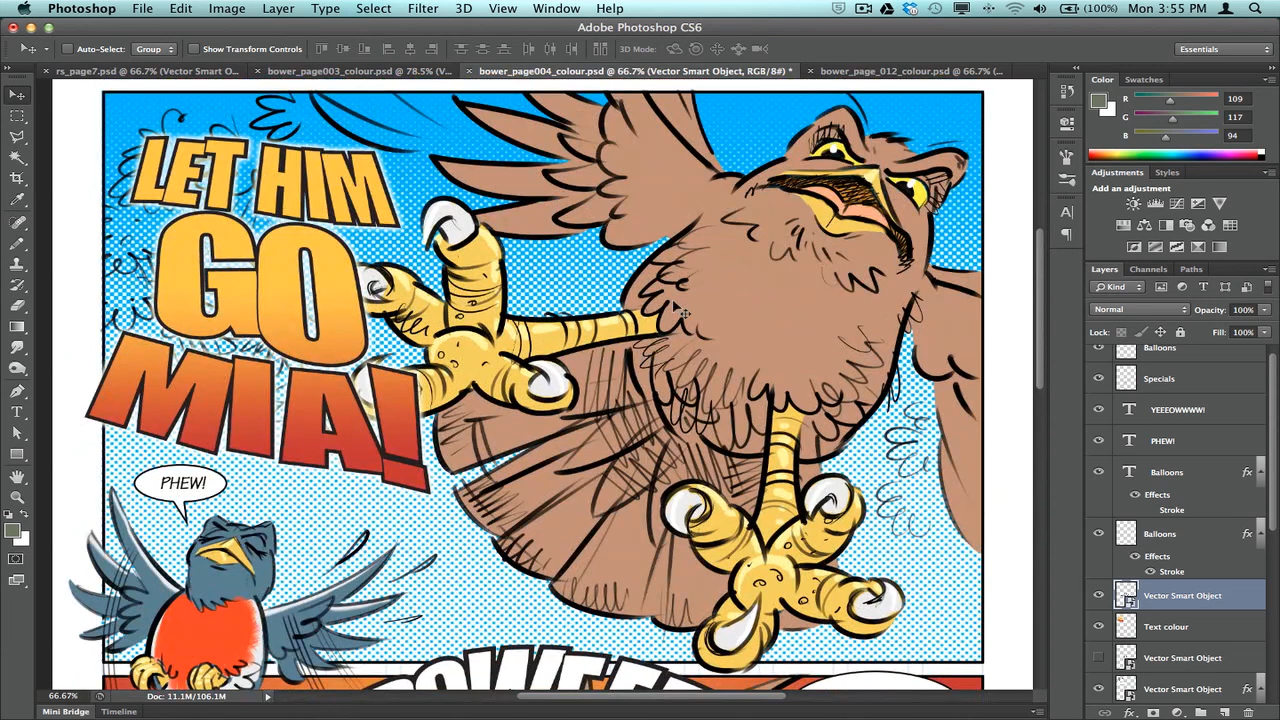 Photoshop File Edit Image Layer Type Select Filter 3D View Window Help (100%) Mon 3:55 PM
Adobe Photoshop CS6
Auto-Select: Group Show Transform Controls 3D Mode: Essentials
rs_page7.psd @ 66.7% (Vector Smart O... bower_page003_colour.psd @ 78.5% (V... bower_page004_colour.psd @ 66.7% (Vector Smart Object, RGB/8#) * bower_page_012_colour.psd @ 66.7% (...
Color Swatches
R 109
G 117
B 94
Adjustments Styles
Add an adjustment
Layers Channels Paths
Kind
Normal Opacity: 100%
Lock: Fill: 100%
Balloons
Specials
T YEEEOWWWW!
T PHEW!
T Balloons fx
Effects
Stroke
Balloons fx
Effects
Stroke
Vector Smart Object
Text colour
Vector Smart Object
Vector Smart Object
LET HIM
GO
MIA!
PHEW!
66.67% Doc: 11.1M/106.1M
Mini Bridge Timeline